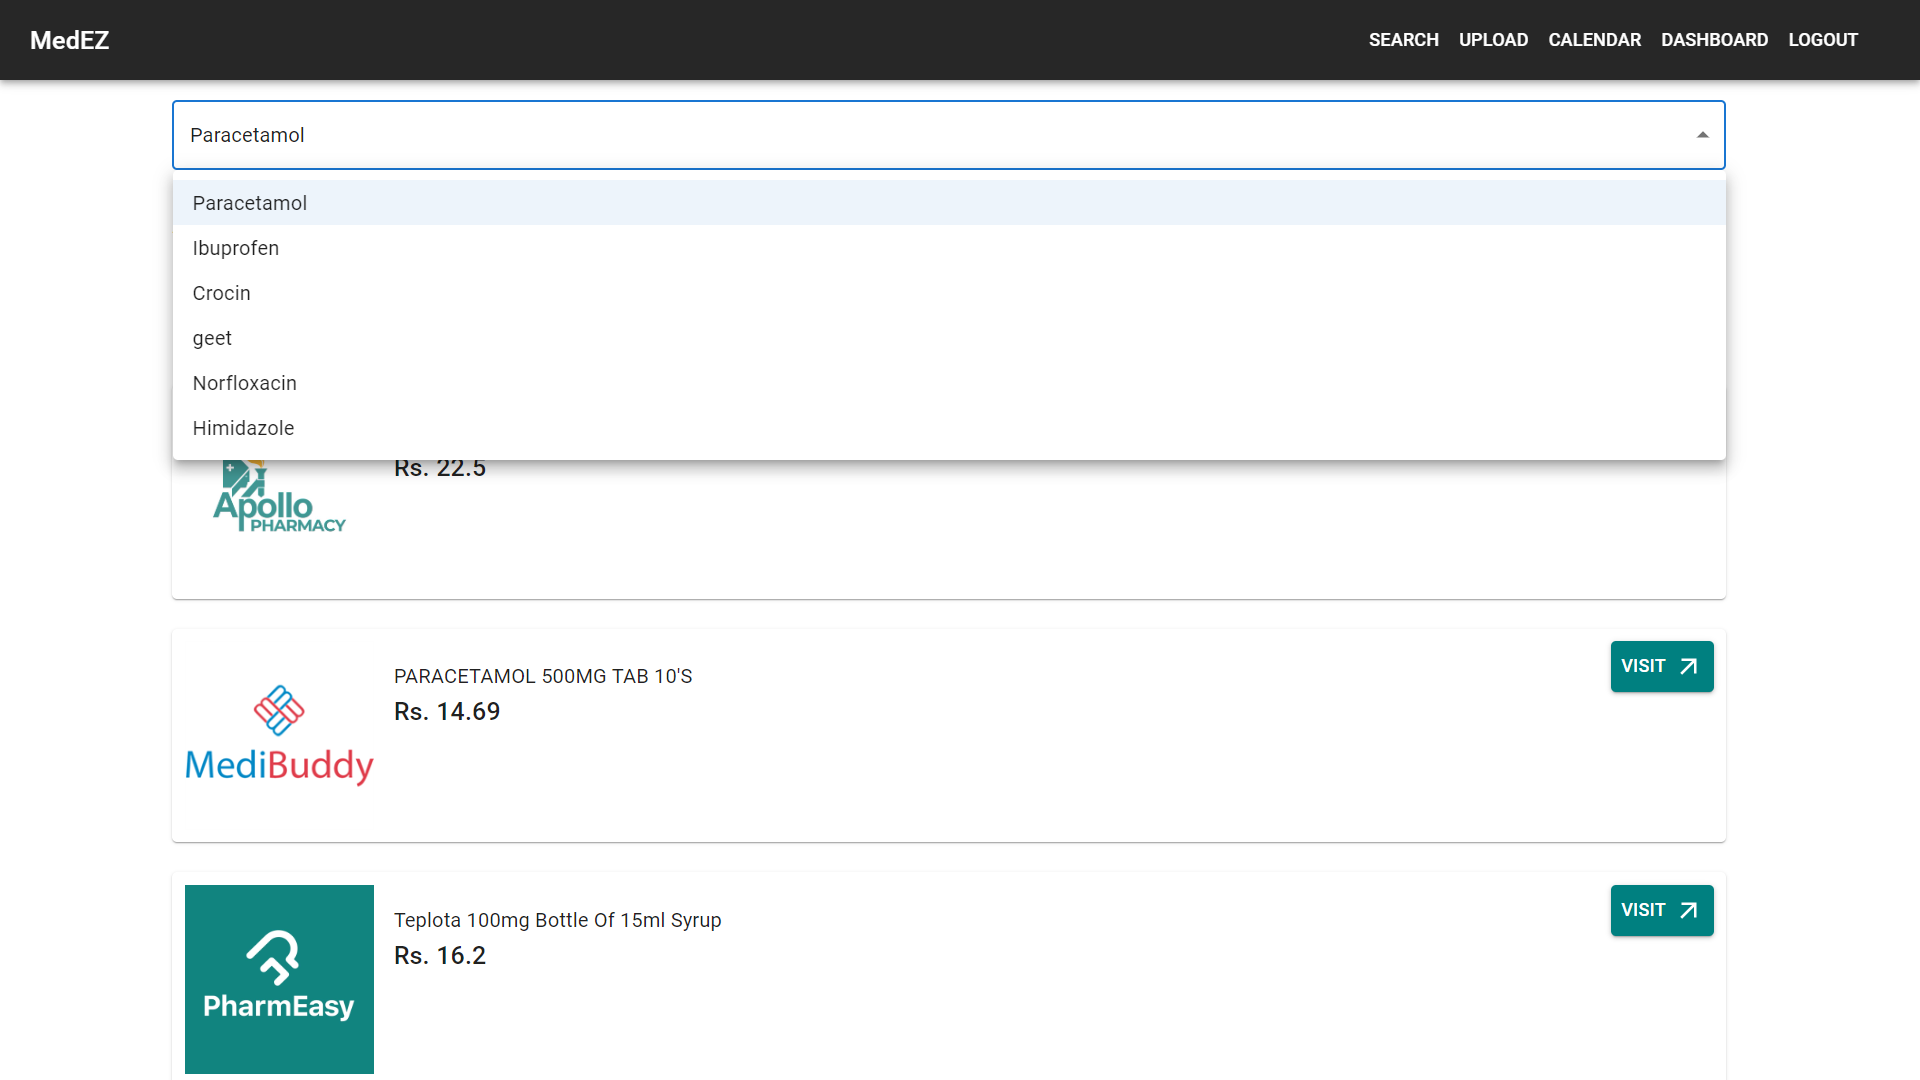 MedEZ
SEARCH UPLOAD CALENDAR DASHBOARD LOGOUT
Paracetamol
Paracetamol
Ibuprofen
Crocin
geet
Norfloxacin
Himidazole
Rs. 22.5
Apollo
PHARMACY
PARACETAMOL 500MG TAB 10'S
Rs. 14.69
VISIT
MediBuddy
Teplota 100mg Bottle Of 15ml Syrup
Rs. 16.2
VISIT
PharmEasy